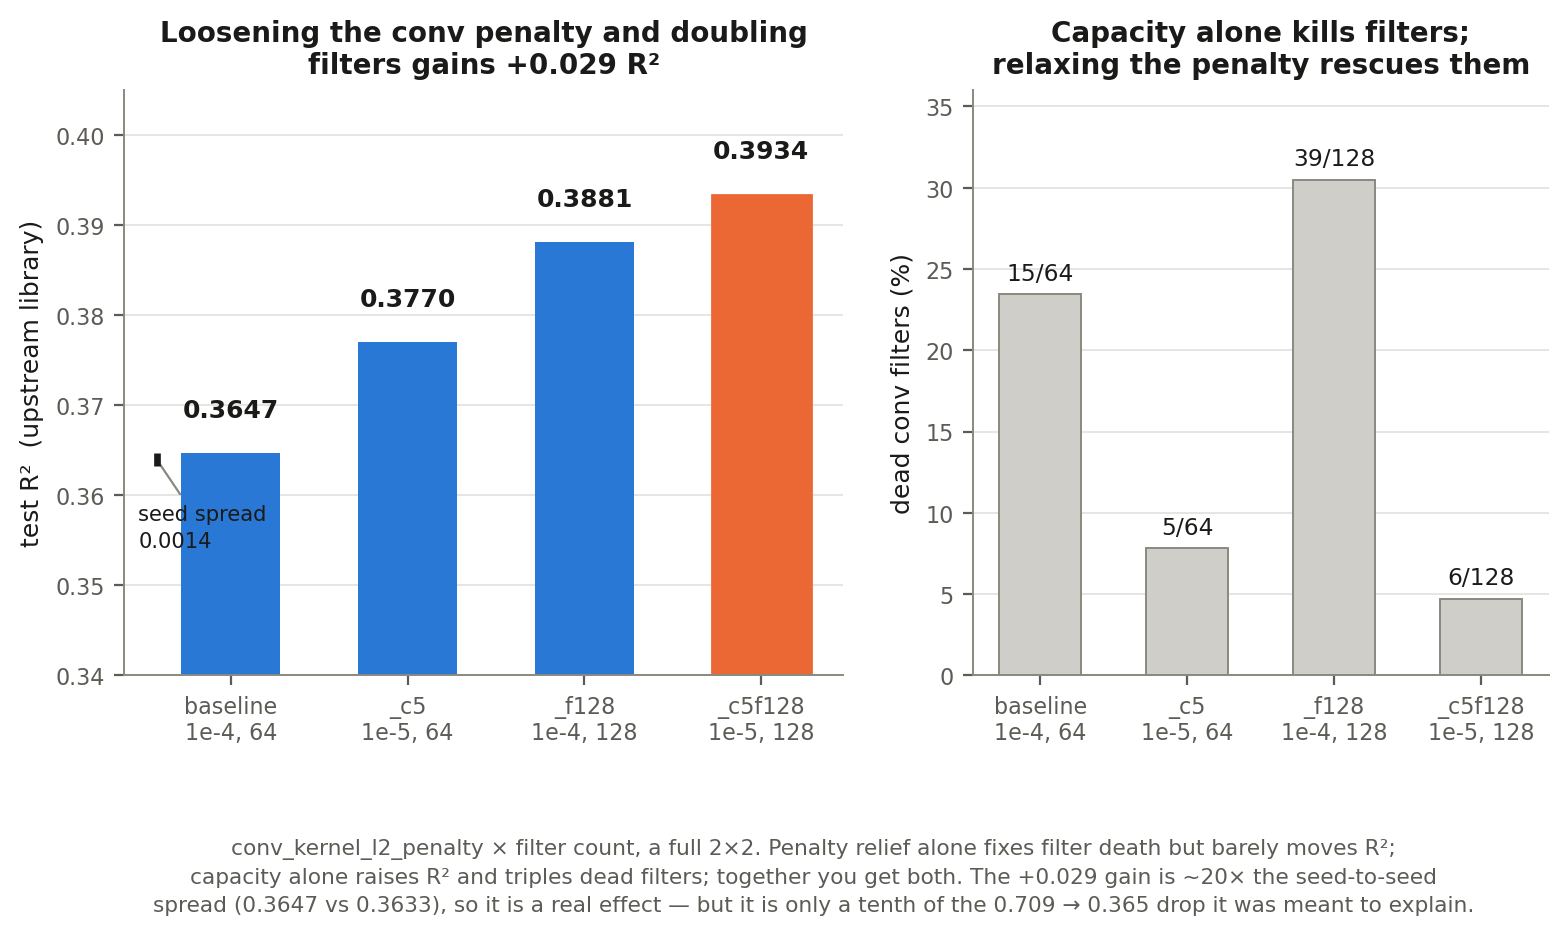 Loosening the conv penalty and doubling
filters gains +0.029 R²
test R²  (upstream library)
0.40
0.39
0.38
0.37
0.36
0.35
0.34
0.3647
0.3770
0.3881
0.3934
seed spread
0.0014
baseline
1e-4, 64
_c5
1e-5, 64
_f128
1e-4, 128
_c5f128
1e-5, 128
Capacity alone kills filters;
relaxing the penalty rescues them
dead conv filters (%)
35
30
25
20
15
10
5
0
15/64
5/64
39/128
6/128
baseline
1e-4, 64
_c5
1e-5, 64
_f128
1e-4, 128
_c5f128
1e-5, 128
conv_kernel_l2_penalty × filter count, a full 2×2. Penalty relief alone fixes filter death but barely moves R²;
capacity alone raises R² and triples dead filters; together you get both. The +0.029 gain is ~20× the seed-to-seed
spread (0.3647 vs 0.3633), so it is a real effect — but it is only a tenth of the 0.709 → 0.365 drop it was meant to explain.